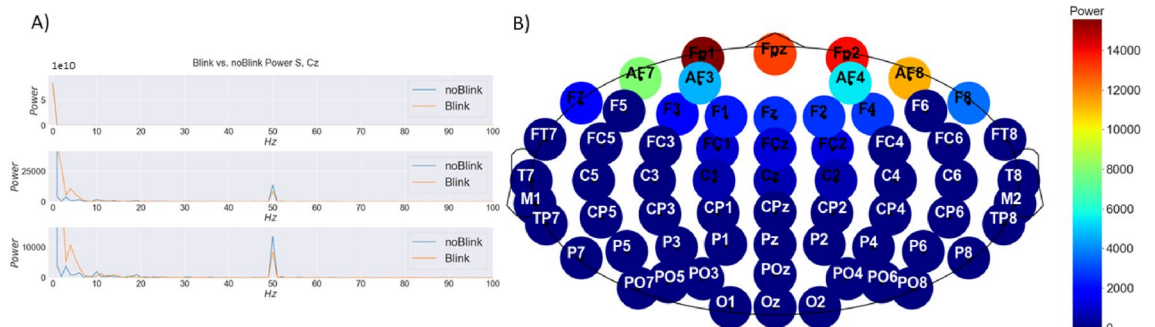 A)
Blink vs. noBlink Power S, Cz
1e10
Power
5
0
noBlink
Blink
0 10 20 30 40 50 60 70 80 90 100
Hz
Power
25000
0
noBlink
Blink
0 10 20 30 40 50 60 70 80 90 100
Hz
Power
10000
0
noBlink
Blink
0 10 20 30 40 50 60 70 80 90 100
Hz
B)
Fp1 Fpz Fp2
AF7 AF3 AF4 AF8
F7 F5 F3 F1 Fz F2 F4 F6 F8
FT7 FC5 FC3 FC1 FCz FC2 FC4 FC6 FT8
T7 C5 C3 C1 Cz C2 C4 C6 T8
M1 M2
TP7 CP5 CP3 CP1 CPz CP2 CP4 CP6 TP8
P7 P5 P3 P1 Pz P2 P4 P6 P8
PO7 PO5 PO3 POz PO4 PO6 PO8
O1 Oz O2
Power
14000
12000
10000
8000
6000
4000
2000
0